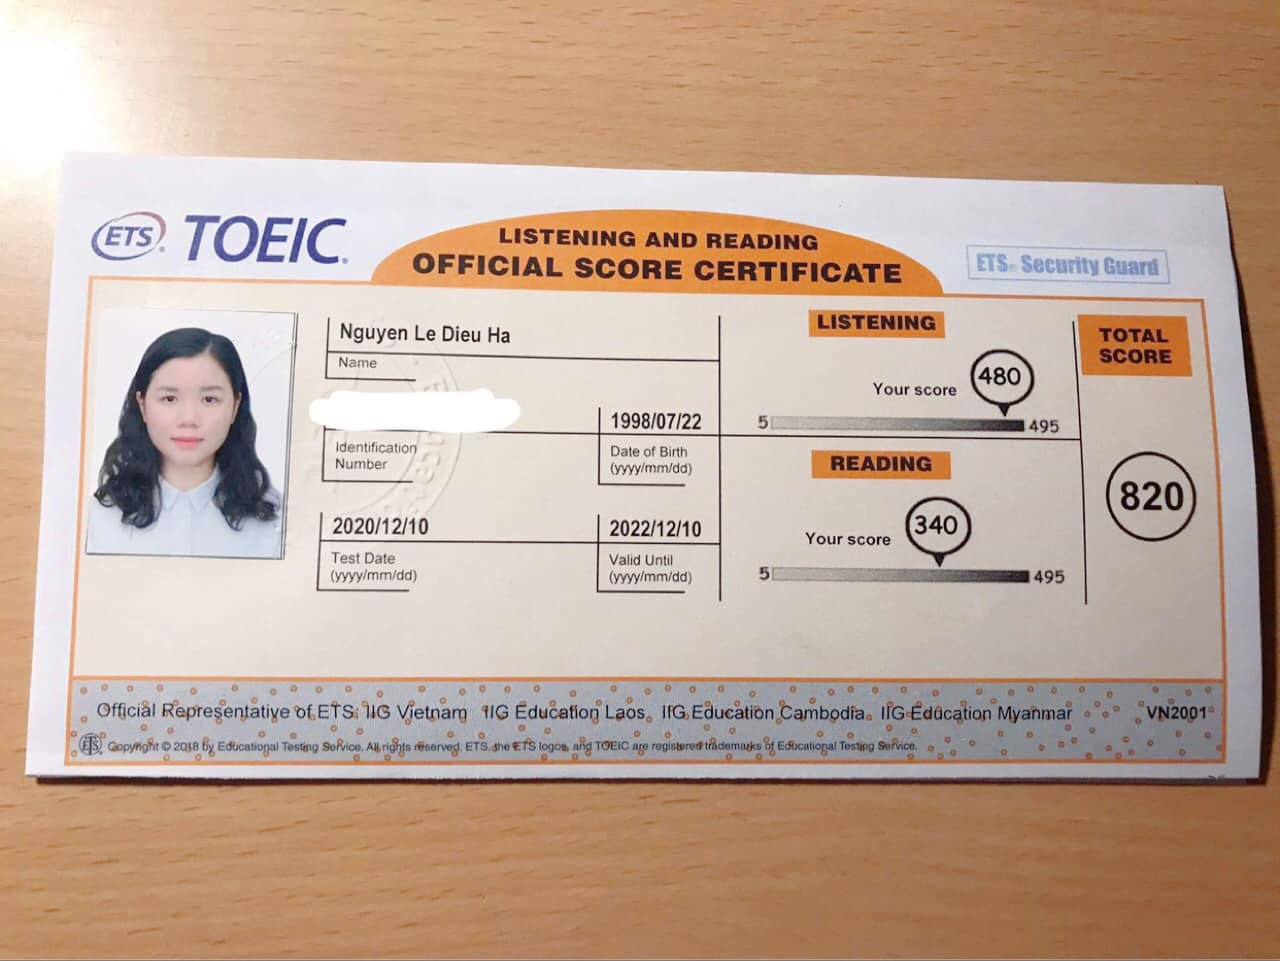 ETS® TOEIC®
LISTENING AND READING
OFFICIAL SCORE CERTIFICATE
ETS® Security Guard
Nguyen Le Dieu Ha
Name
Identification
Number
1998/07/22
Date of Birth
(yyyy/mm/dd)
2020/12/10
Test Date
(yyyy/mm/dd)
2022/12/10
Valid Until
(yyyy/mm/dd)
LISTENING
Your score
480
5
495
READING
Your score
340
5
495
TOTAL
SCORE
820
Official Representative of ETS: IIG Vietnam IIG Education Laos IIG Education Cambodia IIG Education Myanmar
VN2001
ETS Copyright © 2018 by Educational Testing Service. All rights reserved. ETS, the ETS logos, and TOEIC are registered trademarks of Educational Testing Service.